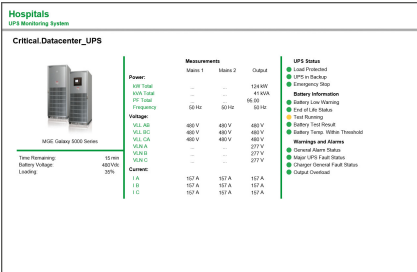 Hospitals
UPS Monitoring System
Critical.Datacenter_UPS
MGE Galaxy 5000 Series
Time Remaining: 15 min
Battery Voltage: 400 Vdc
Loading: 35%
Measurements
Mains 1 Mains 2 Output
Power:
kW Total ... ... 124 kW
kVA Total ... ... 41 kVA
PF Total 95.00
Frequency 50 Hz 50 Hz 50 Hz
Voltage:
VLL AB 480 V 480 V 480 V
VLL BC 480 V 480 V 480 V
VLL CA 480 V 480 V 480 V
VLN A ... ... 277 V
VLN B ... ... 277 V
VLN C ... ... 277 V
Current:
I A 157 A 157 A 157 A
I B 157 A 157 A 157 A
I C 157 A 157 A 157 A
UPS Status
Load Protected
UPS in Backup
Emergency Stop
Battery Information
Battery Low Warning
End of Life Status
Test Running
Battery Test Result
Battery Temp. Within Threshold
Warnings and Alarms
General Alarm Status
Major UPS Fault Status
Charger General Fault Status
Output Overload